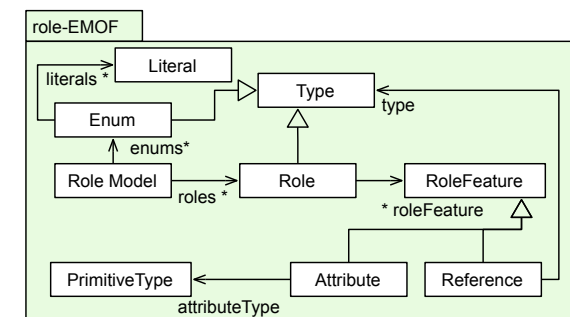 role-EMOF
Literal
literals *
Type
type
Enum
enums*
Role Model
roles *
Role
RoleFeature
* roleFeature
PrimitiveType
Attribute
Reference
attributeType